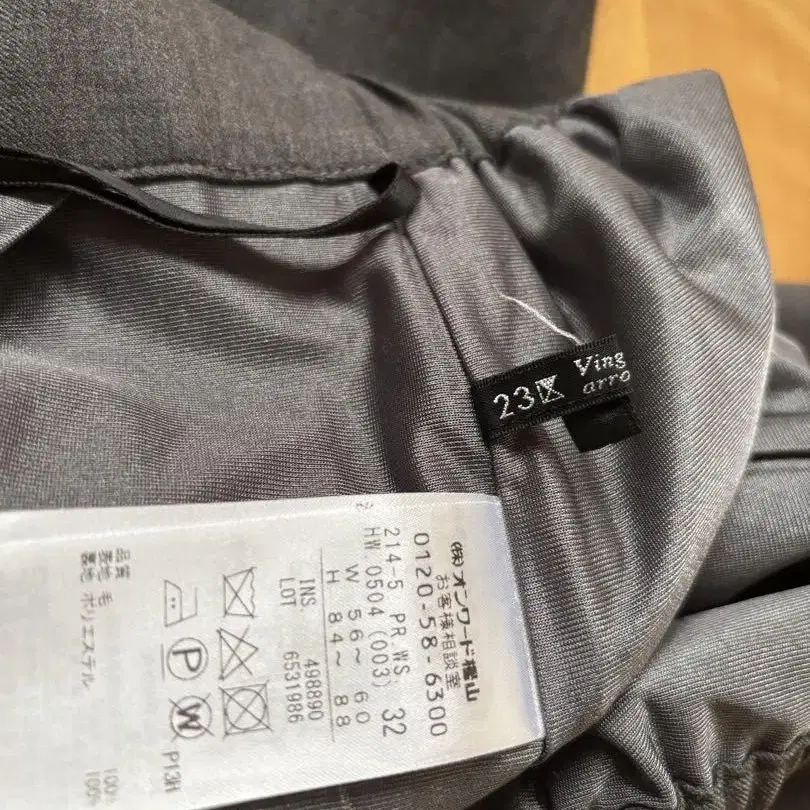 23区
Ving
arro
㈱オンワード樫山
お客様相談室
0120-58-6300
214-5 PR WS 32
HW 0504 (003)
W 56～60
H 84～88
INS. 498890
LOT 6531986
P13H
品質
表地 毛 100%
裏地 ポリエステル 100%